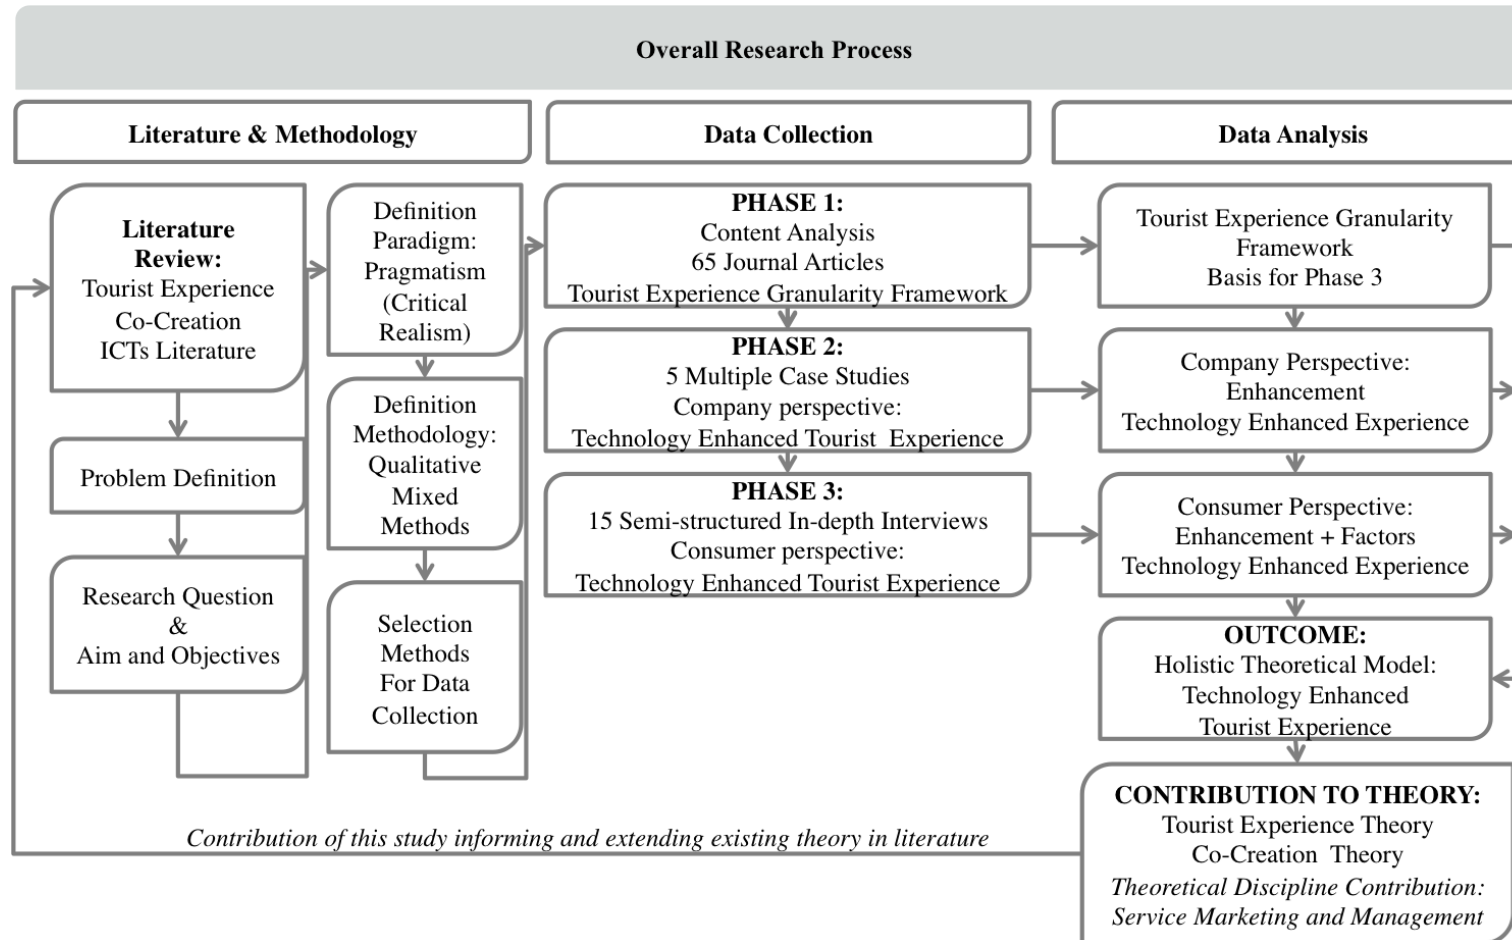 Overall Research Process
Literature & Methodology
Data Collection
Data Analysis
Literature
Review:
Tourist Experience
Co-Creation
ICTs Literature
Problem Definition
Research Question
&
Aim and Objectives
Definition
Paradigm:
Pragmatism
(Critical
Realism)
Definition
Methodology:
Qualitative
Mixed
Methods
Selection
Methods
For Data
Collection
PHASE 1:
Content Analysis
65 Journal Articles
Tourist Experience Granularity Framework
PHASE 2:
5 Multiple Case Studies
Company perspective:
Technology Enhanced Tourist Experience
PHASE 3:
15 Semi-structured In-depth Interviews
Consumer perspective:
Technology Enhanced Tourist Experience
Tourist Experience Granularity
Framework
Basis for Phase 3
Company Perspective:
Enhancement
Technology Enhanced Experience
Consumer Perspective:
Enhancement + Factors
Technology Enhanced Experience
OUTCOME:
Holistic Theoretical Model:
Technology Enhanced
Tourist Experience
CONTRIBUTION TO THEORY:
Tourist Experience Theory
Co-Creation Theory
Theoretical Discipline Contribution:
Service Marketing and Management
Contribution of this study informing and extending existing theory in literature